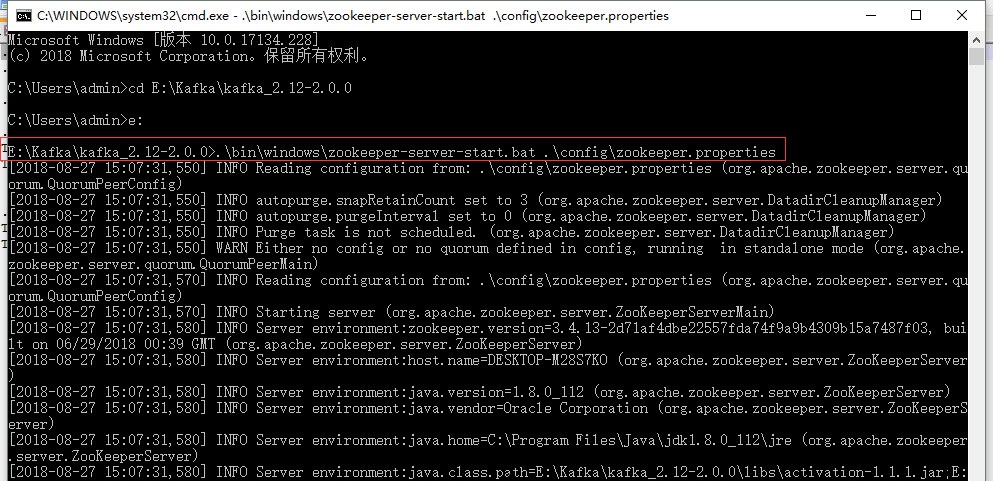 C:\WINDOWS\system32\cmd.exe - .\bin\windows\zookeeper-server-start.bat .\config\zookeeper.properties
Microsoft Windows [版本 10.0.17134.228]
(c) 2018 Microsoft Corporation。保留所有权利。
C:\Users\admin>cd E:\Kafka\kafka_2.12-2.0.0
C:\Users\admin>e:
E:\Kafka\kafka_2.12-2.0.0>.\bin\windows\zookeeper-server-start.bat .\config\zookeeper.properties
[2018-08-27 15:07:31,550] INFO Reading configuration from: .\config\zookeeper.properties (org.apache.zookeeper.server.qu
orum.QuorumPeerConfig)
[2018-08-27 15:07:31,550] INFO autopurge.snapRetainCount set to 3 (org.apache.zookeeper.server.DatadirCleanupManager)
[2018-08-27 15:07:31,550] INFO autopurge.purgeInterval set to 0 (org.apache.zookeeper.server.DatadirCleanupManager)
[2018-08-27 15:07:31,550] INFO Purge task is not scheduled. (org.apache.zookeeper.server.DatadirCleanupManager)
[2018-08-27 15:07:31,550] WARN Either no config or no quorum defined in config, running  in standalone mode (org.apache.
zookeeper.server.quorum.QuorumPeerMain)
[2018-08-27 15:07:31,570] INFO Reading configuration from: .\config\zookeeper.properties (org.apache.zookeeper.server.qu
orum.QuorumPeerConfig)
[2018-08-27 15:07:31,570] INFO Starting server (org.apache.zookeeper.server.ZooKeeperServerMain)
[2018-08-27 15:07:31,580] INFO Server environment:zookeeper.version=3.4.13-2d71af4dbe22557fda74f9a9b4309b15a7487f03, bui
lt on 06/29/2018 00:39 GMT (org.apache.zookeeper.server.ZooKeeperServer)
[2018-08-27 15:07:31,580] INFO Server environment:host.name=DESKTOP-M28S7KO (org.apache.zookeeper.server.ZooKeeperServer
)
[2018-08-27 15:07:31,580] INFO Server environment:java.version=1.8.0_112 (org.apache.zookeeper.server.ZooKeeperServer)
[2018-08-27 15:07:31,580] INFO Server environment:java.vendor=Oracle Corporation (org.apache.zookeeper.server.ZooKeeperS
erver)
[2018-08-27 15:07:31,580] INFO Server environment:java.home=C:\Program Files\Java\jdk1.8.0_112\jre (org.apache.zookeeper
.server.ZooKeeperServer)
[2018-08-27 15:07:31,580] INFO Server environment:java.class.path=E:\Kafka\kafka_2.12-2.0.0\libs\activation-1.1.1.jar;E: